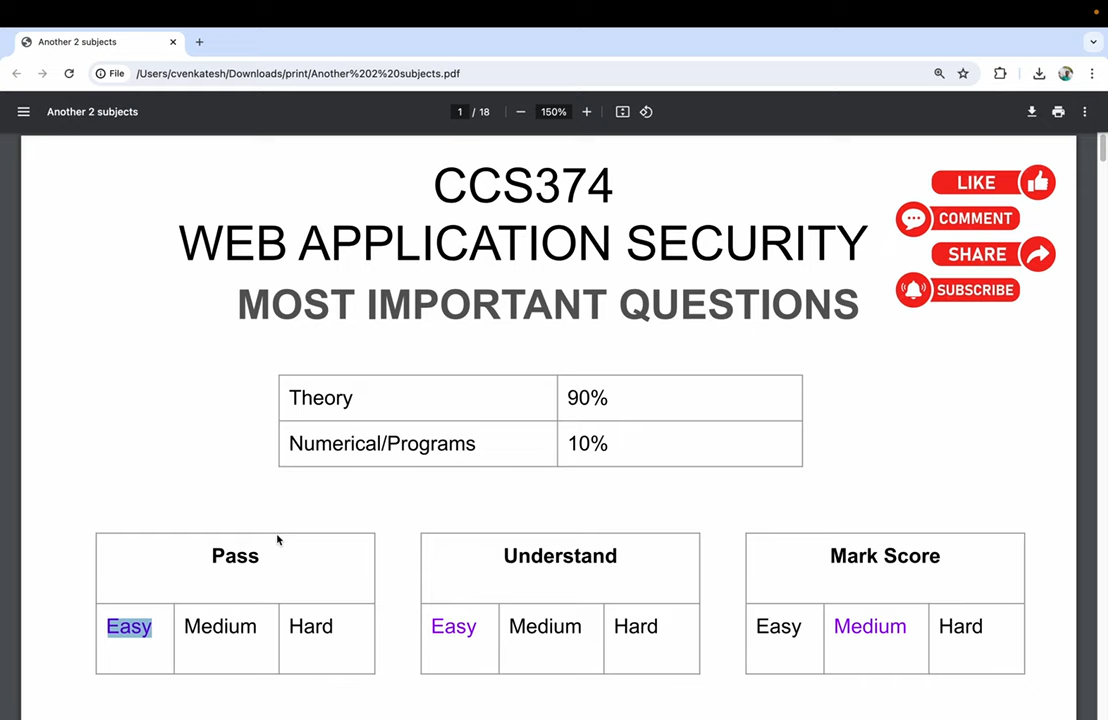 Another 2 subjects
File /Users/cvenkatesh/Downloads/print/Another%202%20subjects.pdf
Another 2 subjects 1 / 18 150%
CCS374
WEB APPLICATION SECURITY
MOST IMPORTANT QUESTIONS
LIKE
COMMENT
SHARE
SUBSCRIBE
Theory 90%
Numerical/Programs 10%
Pass Understand Mark Score
Easy Medium Hard Easy Medium Hard Easy Medium Hard